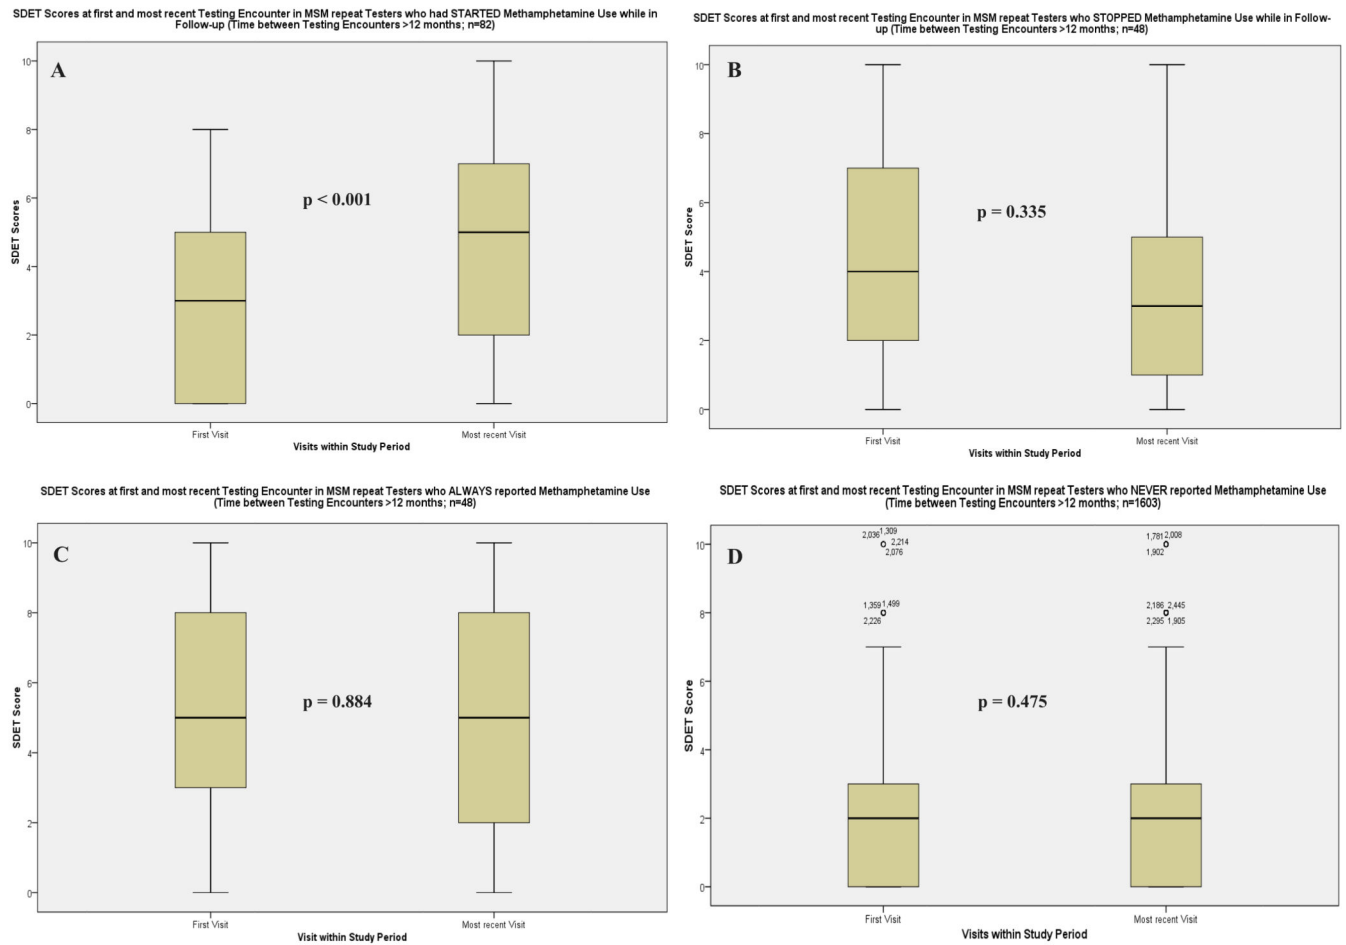 SDET Scores at first and most recent Testing Encounter in MSM repeat Testers who had STARTED Methamphetamine Use while in
Follow-up (Time between Testing Encounters >12 months; n=82)
A
10
8
6
4
2
0
SDET Scores
p < 0.001
First Visit
Most recent Visit
Visits within Study Period
SDET Scores at first and most recent Testing Encounter in MSM repeat Testers who STOPPED Methamphetamine Use while in Follow-
up (Time between Testing Encounters >12 months; n=48)
B
10
8
6
4
2
0
SDET Score
p = 0.335
First Visit
Most recent Visit
Visits within Study Period
SDET Scores at first and most recent Testing Encounter in MSM repeat Testers who ALWAYS reported Methamphetamine Use
(Time between Testing Encounters >12 months; n=48)
C
10
8
6
4
2
0
SDET Score
p = 0.884
First Visit
Most recent Visit
Visit within Study Period
SDET Scores at first and most recent Testing Encounter in MSM repeat Testers who NEVER reported Methamphetamine Use
(Time between Testing Encounters >12 months; n=1603)
D
10
8
6
4
2
0
SDET Score
2,036 1,309
2,214
2,076
1,359 1,499
2,226
1,781 2,008
1,902
2,186 2,445
2,295 1,905
p = 0.475
First Visit
Most recent Visit
Visits within Study Period